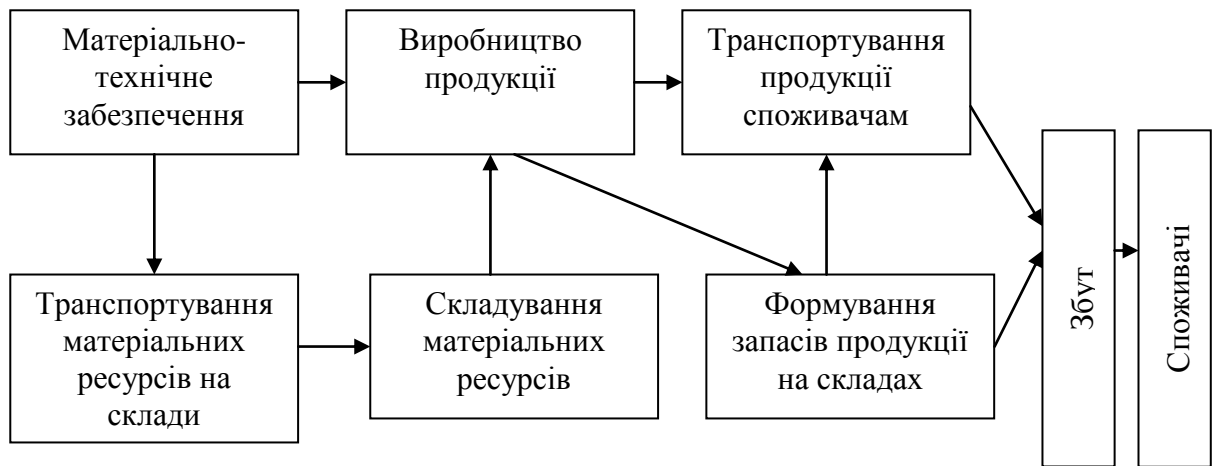 Матеріально-
технічне
забезпечення
Виробництво
продукції
Транспортування
продукції
споживачам
Транспортування
матеріальних
ресурсів на
склади
Складування
матеріальних
ресурсів
Формування
запасів продукції
на складах
Збут
Споживачі